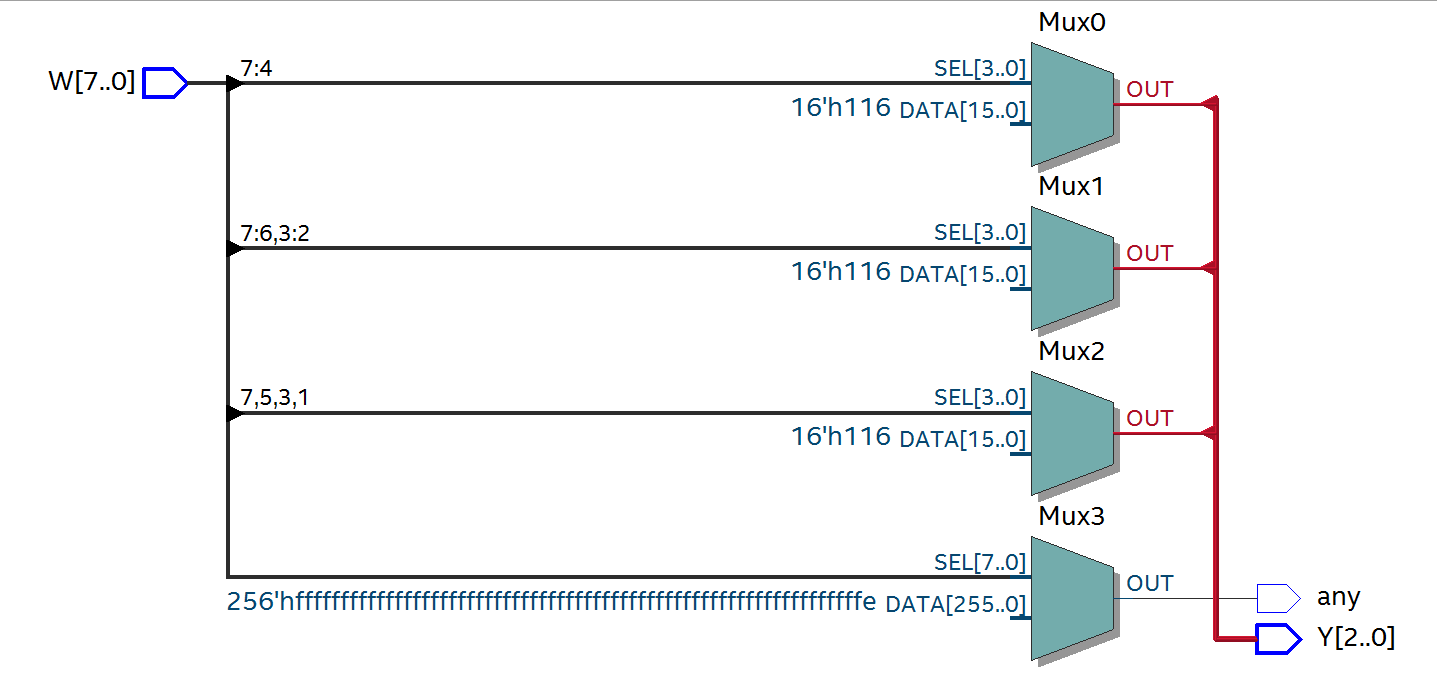 Mux0
W[7..0]
7:4
SEL[3..0]
OUT
16'h116 DATA[15..0]
Mux1
7:6,3:2
SEL[3..0]
OUT
16'h116 DATA[15..0]
Mux2
7,5,3,1
SEL[3..0]
OUT
16'h116 DATA[15..0]
Mux3
SEL[7..0]
OUT
256'hfffffffffffffffffffffffffffffffffffffffffffffffffffffffffffffffe DATA[255..0]
any
Y[2..0]